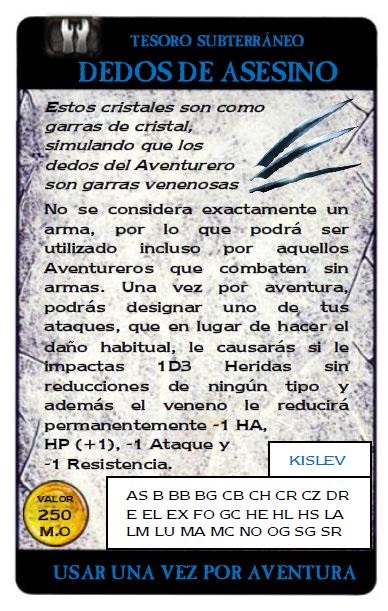 TESORO SUBTERRÁNEO
DEDOS DE ASESINO
Estos cristales son como
garras de cristal,
simulando que los
dedos del Aventurero
son garras venenosas
No se considera exactamente un
arma, por lo que podrá ser
utilizado incluso por aquellos
Aventureros que combaten sin
armas. Una vez por aventura,
podrás designar uno de tus
ataques, que en lugar de hacer el
daño habitual, le causarás si le
impactas 1D3 Heridas sin
reducciones de ningún tipo y
además el veneno le reducirá
permanentemente -1 HA,
HP (+1), -1 Ataque y
-1 Resistencia.
KISLEV
VALOR
250
M.O
AS B BB BG CB CH CR CZ DR
E EL EX FO GC HE HL HS LA
LM LU MA MC NO OG SG SR
USAR UNA VEZ POR AVENTURA